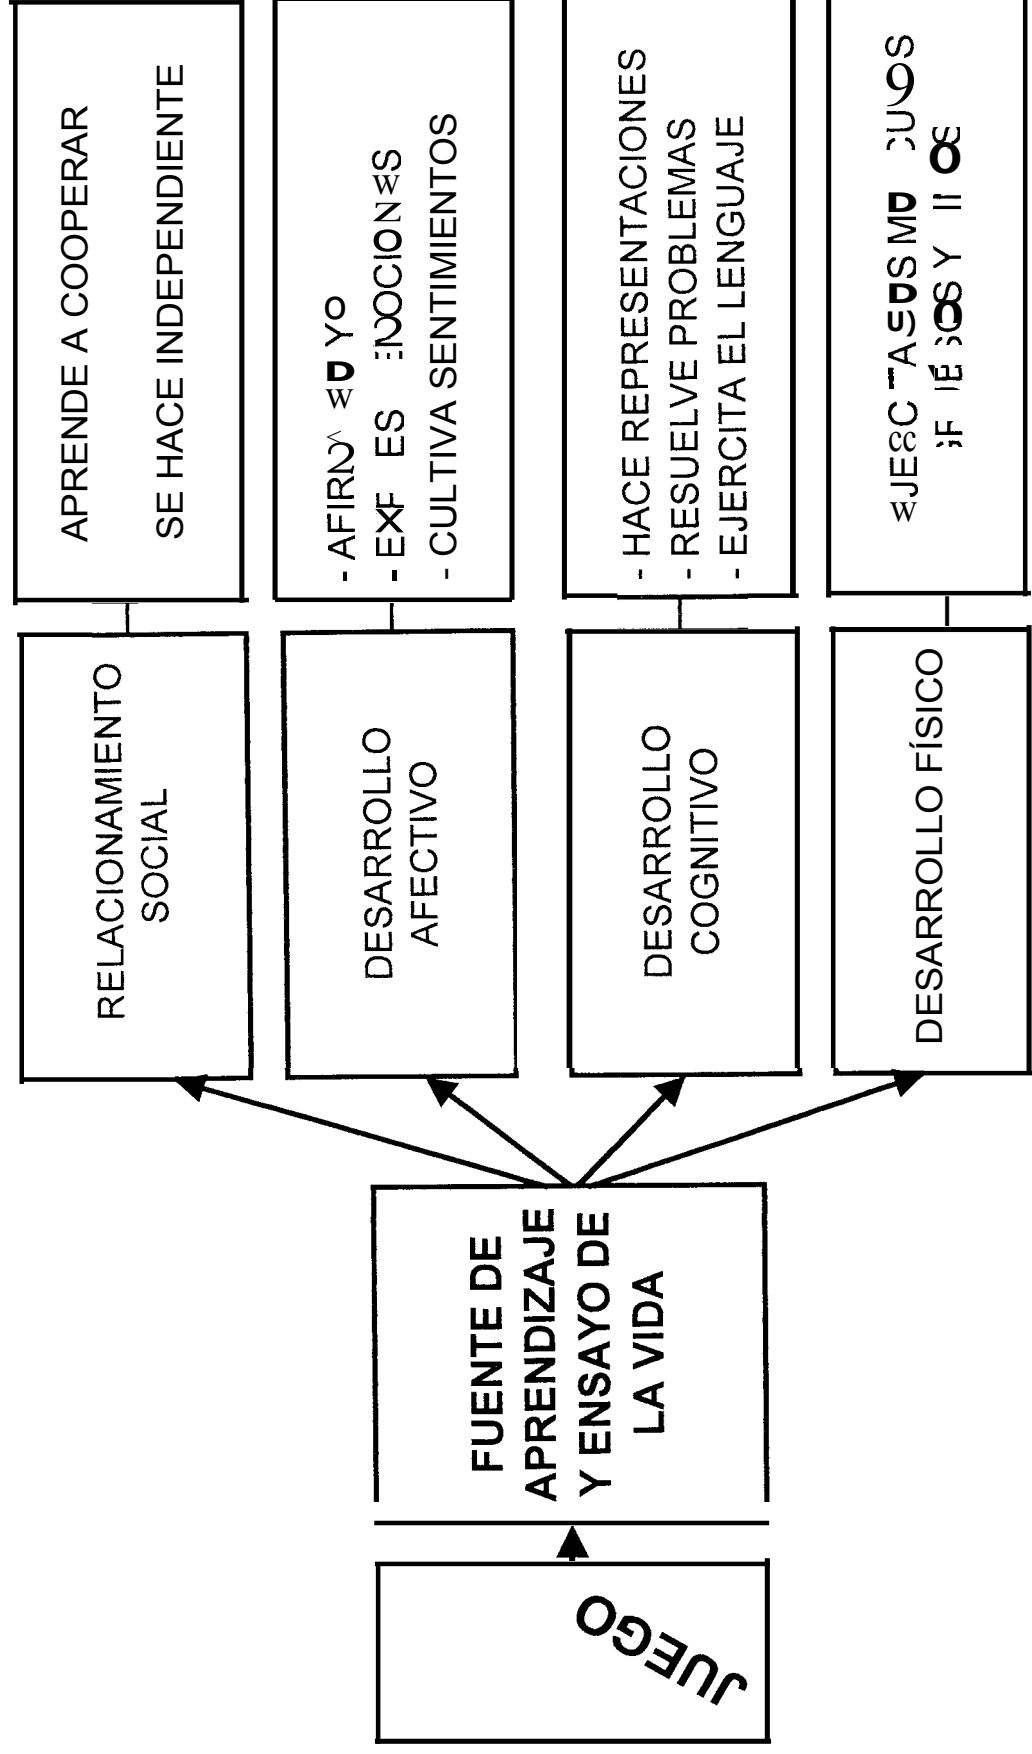 JUEGO
FUENTE DE
APRENDIZAJE
Y ENSAYO DE
LA VIDA
RELACIONAMIENTO
SOCIAL
APRENDE A COOPERAR
SE HACE INDEPENDIENTE
DESARROLLO
AFECTIVO
- CULTIVA SENTIMIENTOS
DESARROLLO
COGNITIVO
- HACE REPRESENTACIONES
- RESUELVE PROBLEMAS
- EJERCITA EL LENGUAJE
DESARROLLO FÍSICO